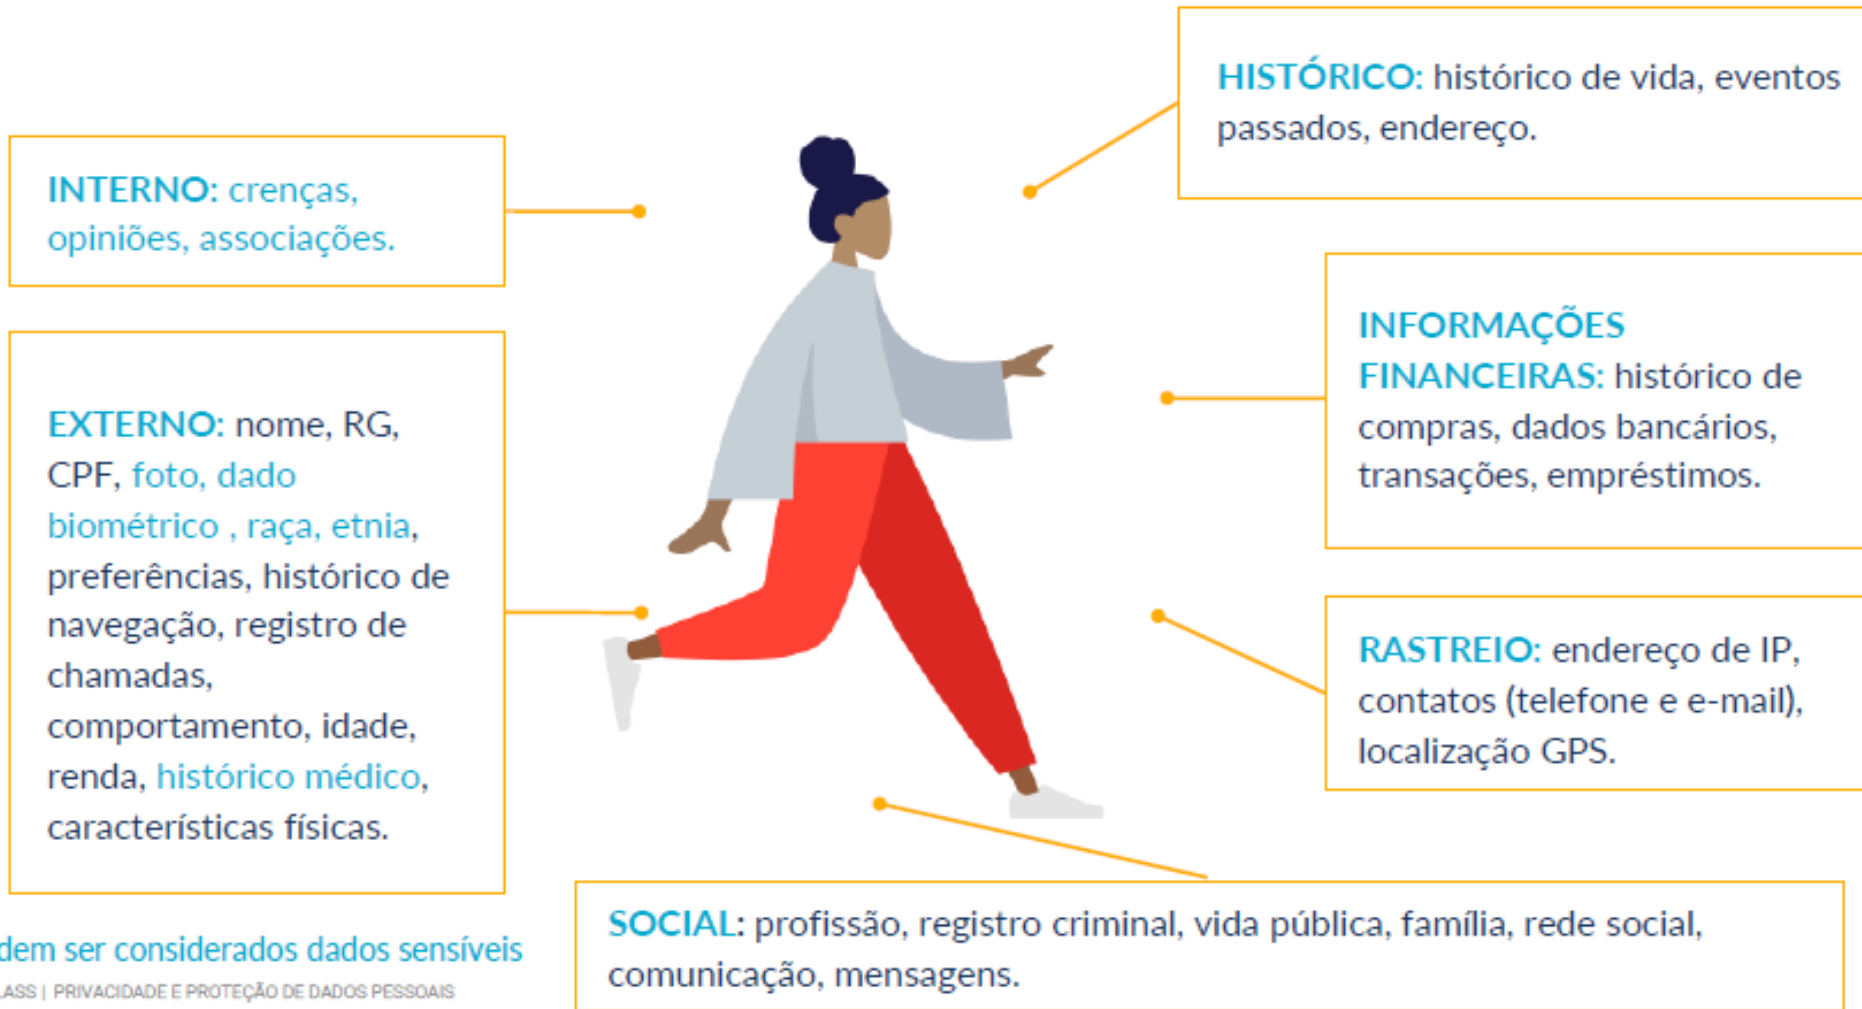 HISTÓRICO: histórico de vida, eventos
passados, endereço.
INTERNO: crenças,
opiniões, associações.
INFORMAÇÕES
FINANCEIRAS: histórico de
compras, dados bancários,
transações, empréstimos.
EXTERNO: nome, RG,
CPF, foto, dado
biométrico , raça, etnia,
preferências, histórico de
navegação, registro de
chamadas,
comportamento, idade,
renda, histórico médico,
características físicas.
RASTREIO: endereço de IP,
contatos (telefone e e-mail),
localização GPS.
SOCIAL: profissão, registro criminal, vida pública, família, rede social,
comunicação, mensagens.
ser considerados dados sensíveis
| PRIVACIDADE E PROTEÇÃO DE DADOS PESSOAIS